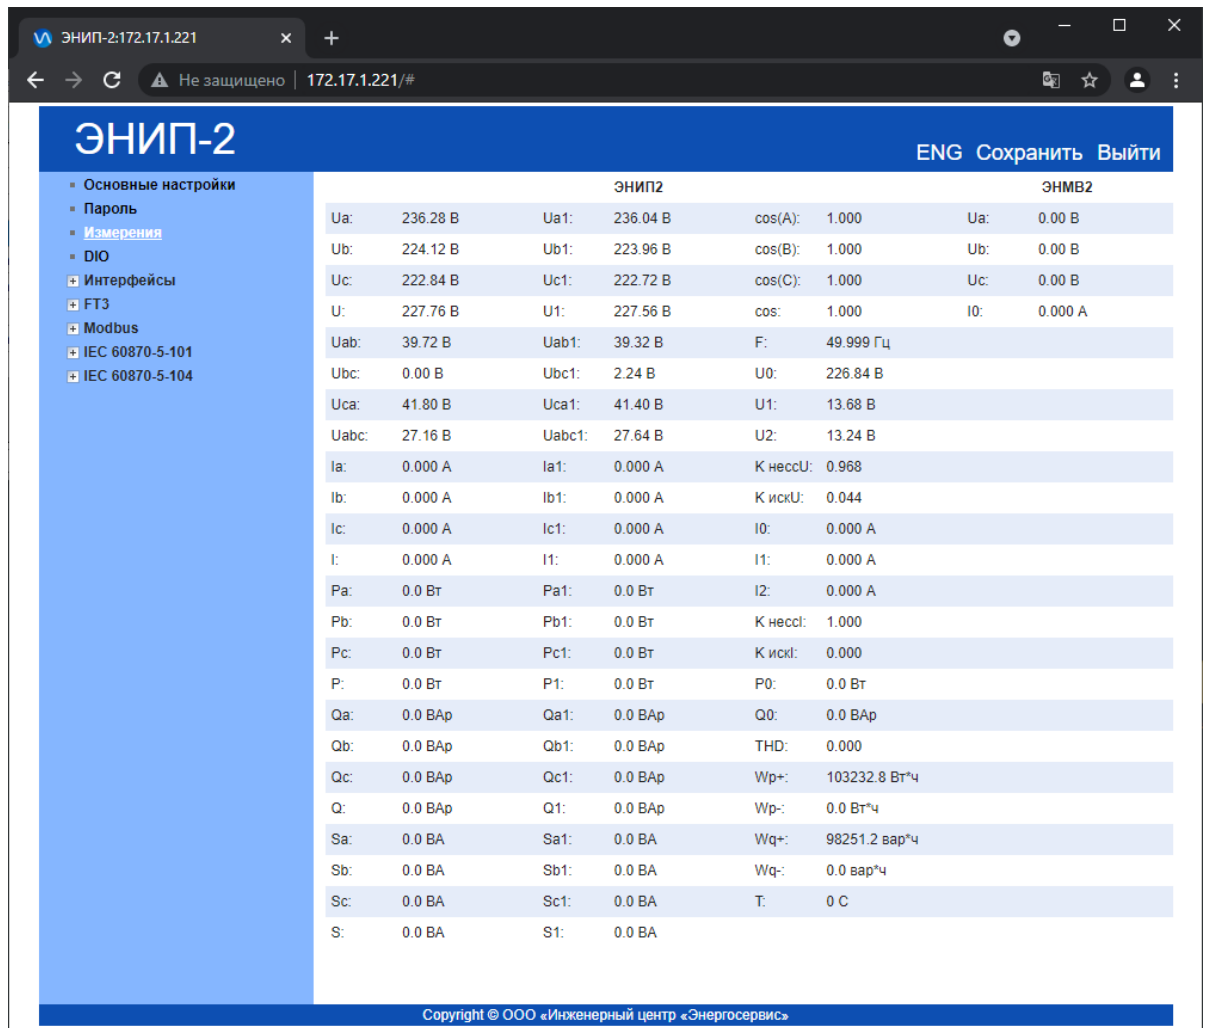 ЭНИП-2:172.17.1.221
Не защищено 172.17.1.221/#
ЭНИП-2
ENG Сохранить Выйти
Основные настройки
Пароль
Измерения
DIO
Интерфейсы
FT3
Modbus
IEC 60870-5-101
IEC 60870-5-104
ЭНИП2 ЭНМВ2
Ua: 236.28 В Ua1: 236.04 В cos(A): 1.000 Ua: 0.00 В
Ub: 224.12 В Ub1: 223.96 В cos(B): 1.000 Ub: 0.00 В
Uc: 222.84 В Uc1: 222.72 В cos(C): 1.000 Uc: 0.00 В
U: 227.76 В U1: 227.56 В cos: 1.000 I0: 0.000 А
Uab: 39.72 В Uab1: 39.32 В F: 49.999 Гц
Ubc: 0.00 В Ubc1: 2.24 В U0: 226.84 В
Uca: 41.80 В Uca1: 41.40 В U1: 13.68 В
Uabc: 27.16 В Uabc1: 27.64 В U2: 13.24 В
Ia: 0.000 А Ia1: 0.000 А К нессU: 0.968
Ib: 0.000 А Ib1: 0.000 А К искU: 0.044
Ic: 0.000 А Ic1: 0.000 А I0: 0.000 А
I: 0.000 А I1: 0.000 А I1: 0.000 А
Pa: 0.0 Вт Pa1: 0.0 Вт I2: 0.000 А
Pb: 0.0 Вт Pb1: 0.0 Вт К нессI: 1.000
Pc: 0.0 Вт Pc1: 0.0 Вт К искI: 0.000
P: 0.0 Вт P1: 0.0 Вт P0: 0.0 Вт
Qa: 0.0 ВАр Qa1: 0.0 ВАр Q0: 0.0 ВАр
Qb: 0.0 ВАр Qb1: 0.0 ВАр THD: 0.000
Qc: 0.0 ВАр Qc1: 0.0 ВАр Wp+: 103232.8 Вт*ч
Q: 0.0 ВАр Q1: 0.0 ВАр Wp-: 0.0 Вт*ч
Sa: 0.0 ВА Sa1: 0.0 ВА Wq+: 98251.2 вар*ч
Sb: 0.0 ВА Sb1: 0.0 ВА Wq-: 0.0 вар*ч
Sc: 0.0 ВА Sc1: 0.0 ВА T: 0 C
S: 0.0 ВА S1: 0.0 ВА
Copyright © ООО «Инженерный центр «Энергосервис»